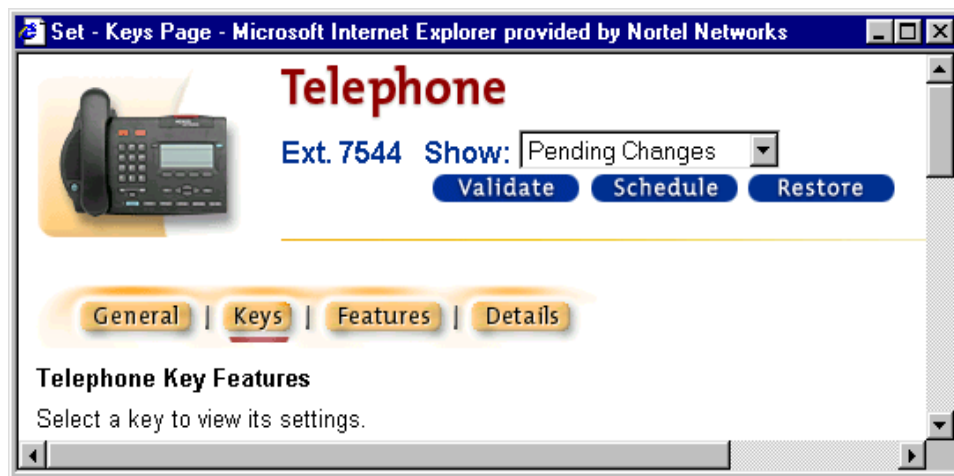 Set - Keys Page - Microsoft Internet Explorer provided by Nortel Networks
Telephone
Ext. 7544 Show: Pending Changes
Validate Schedule Restore
General | Keys | Features | Details
Telephone Key Features
Select a key to view its settings.